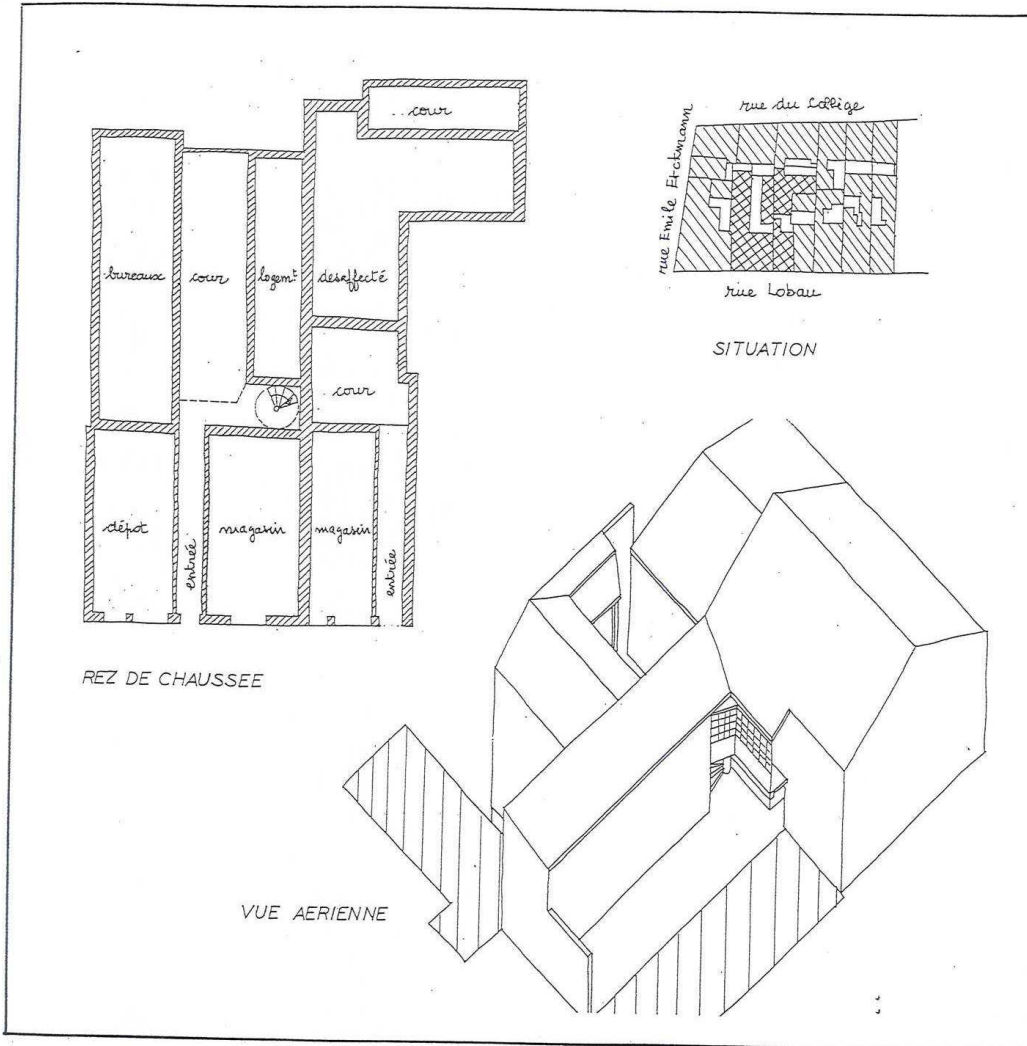 cour
rue du Collège
rue Emile Erckmann
bureaux
cour
logemt
desaffecté
rue Lobau
SITUATION
cour
dépot
entrée
magasin
magasin
entrée
REZ DE CHAUSSEE
VUE AERIENNE